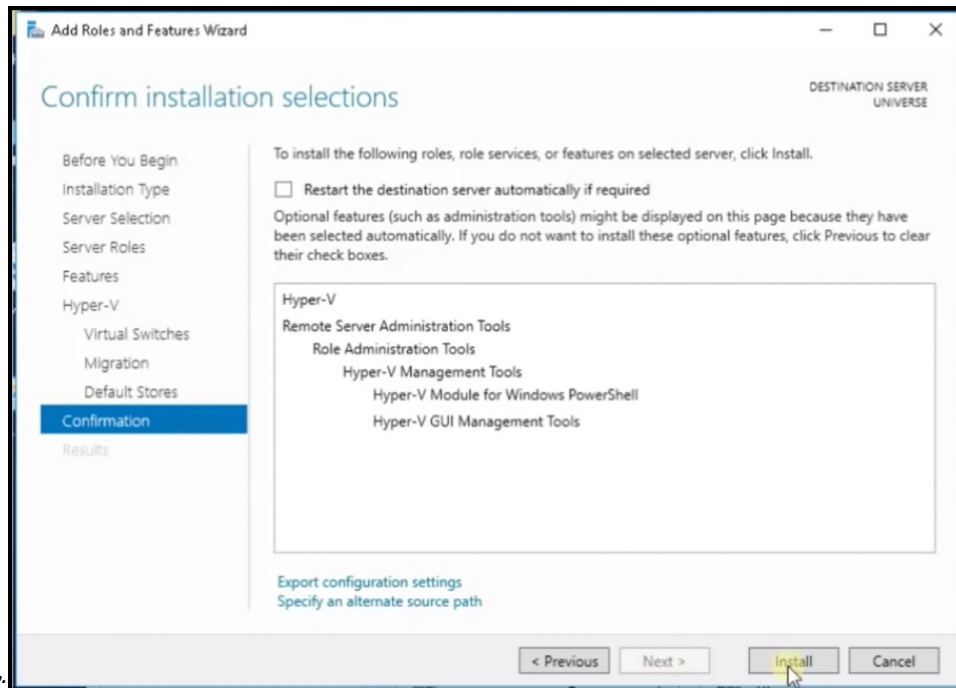 Add Roles and Features Wizard
Confirm installation selections
DESTINATION SERVER
UNIVERSE
Before You Begin
Installation Type
Server Selection
Server Roles
Features
Hyper-V
Virtual Switches
Migration
Default Stores
Confirmation
Results
To install the following roles, role services, or features on selected server, click Install.
Restart the destination server automatically if required
Optional features (such as administration tools) might be displayed on this page because they have
been selected automatically. If you do not want to install these optional features, click Previous to clear
their check boxes.
Hyper-V
Remote Server Administration Tools
Role Administration Tools
Hyper-V Management Tools
Hyper-V Module for Windows PowerShell
Hyper-V GUI Management Tools
Export configuration settings
Specify an alternate source path
< Previous
Next >
Install
Cancel